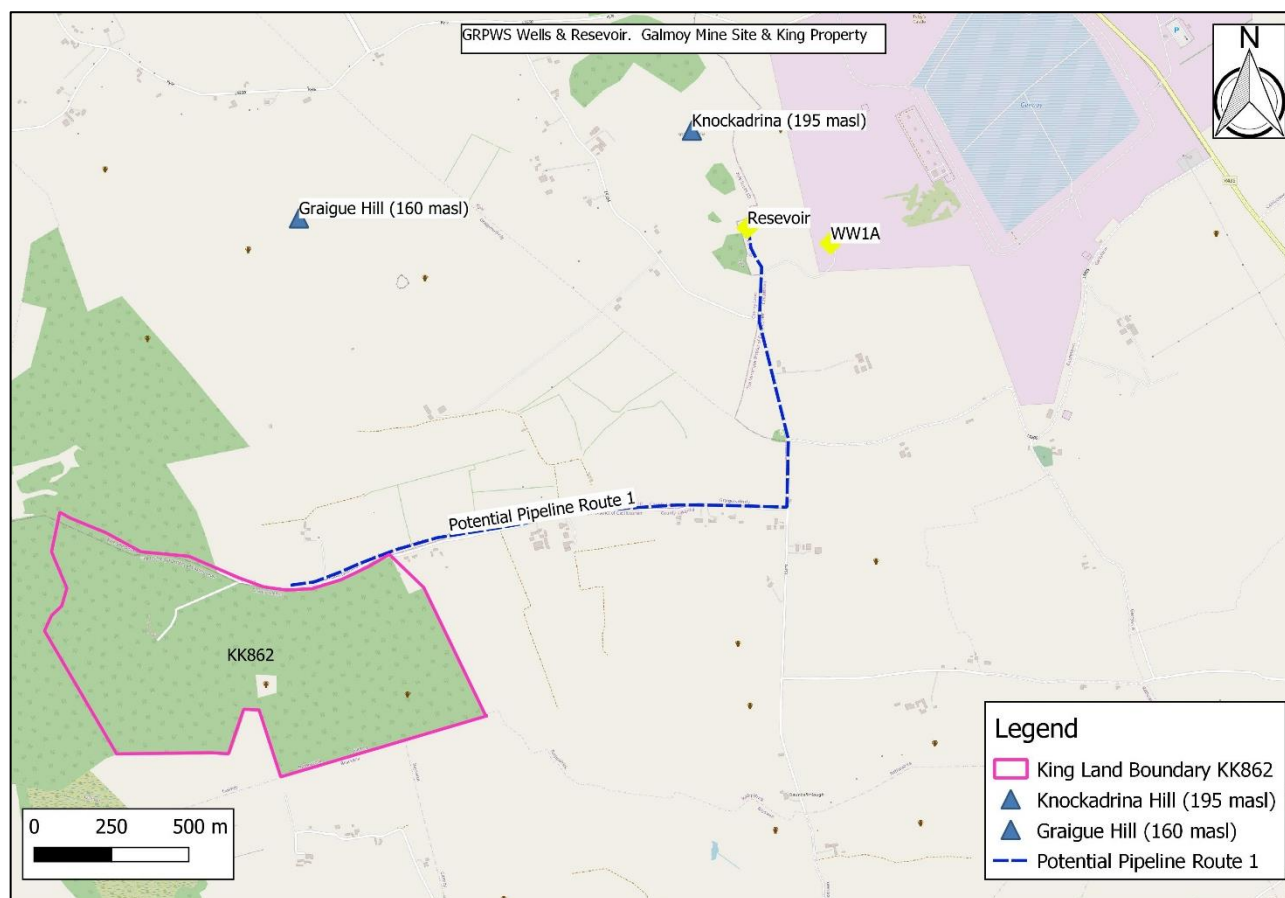 GRPWS Wells & Resevoir. Galmoy Mine Site & King Property
N
P
Knockadrina (195 masl)
Graigue Hill (160 masl)
Resevoir
WW1A
Potential Pipeline Route 1
KK862
0 250 500 m
Legend
King Land Boundary KK862
Knockadrina Hill (195 masl)
Graigue Hill (160 masl)
Potential Pipeline Route 1